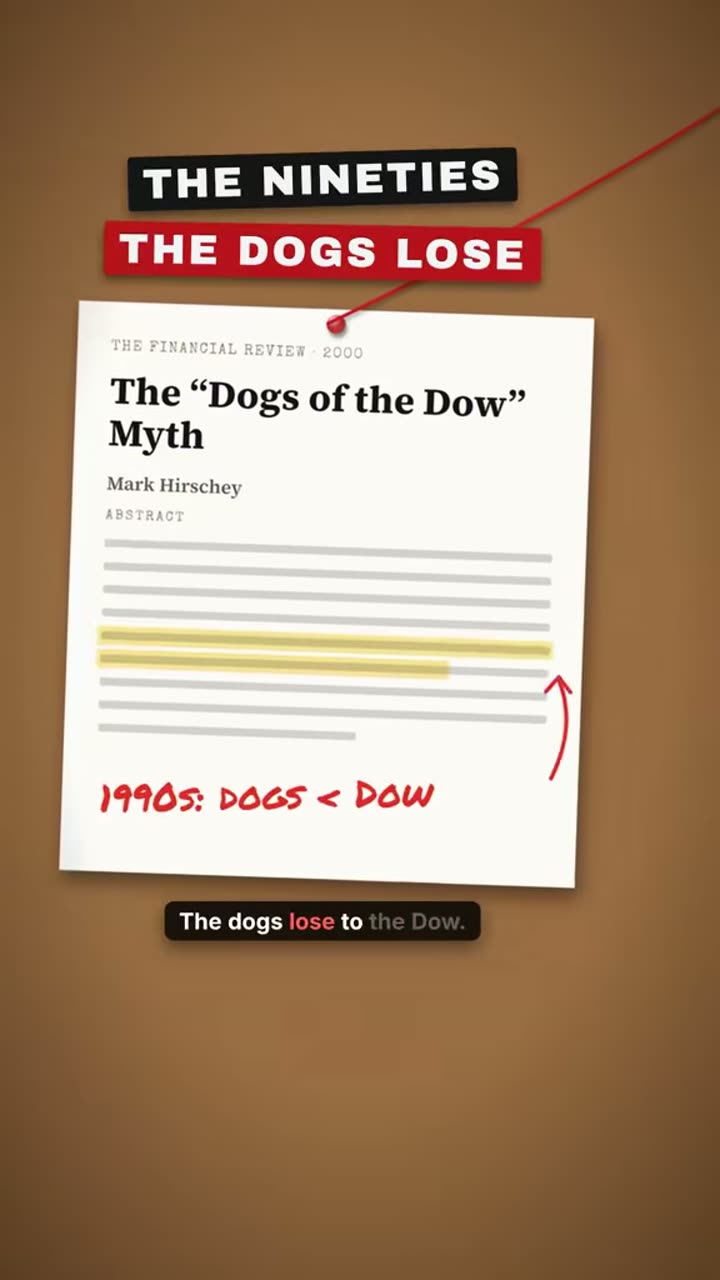 THE NINETIES
THE DOGS LOSE
THE FINANCIAL REVIEW · 2000
The “Dogs of the Dow”
Myth
Mark Hirschey
ABSTRACT
1990s: DOGS < DOW
The dogs lose to the Dow.